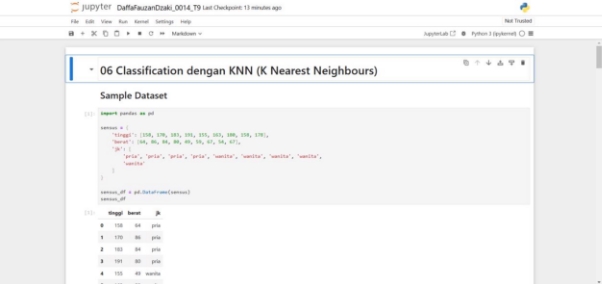 jupyter DaffaFauzanDzaki_0014_T9 Last Checkpoint: 13 minutes ago
File Edit View Run Kernel Settings Help
Not Trusted
Markdown
JupyterLab
Python 3 (ipykernel)
06 Classification dengan KNN (K Nearest Neighbours)
Sample Dataset
import pandas as pd
sensus = {
'tinggi': [158, 170, 183, 191, 155, 163, 180, 158, 178],
'berat': [64, 86, 84, 80, 49, 59, 67, 54, 67],
'jk': [
'pria', 'pria', 'pria', 'pria', 'wanita', 'wanita', 'wanita', 'wanita',
'wanita'
]
}
sensus_df = pd.DataFrame(sensus)
sensus_df
tinggi berat jk
0 158 64 pria
1 170 86 pria
2 183 84 pria
3 191 80 pria
4 155 49 wanita